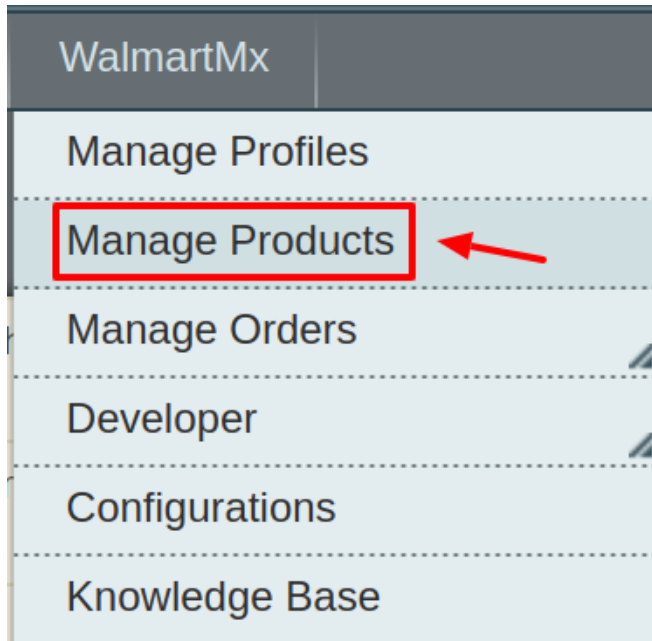 WalmartMx
Manage Profiles
Manage Products
Manage Orders
Developer
Configurations
Knowledge Base